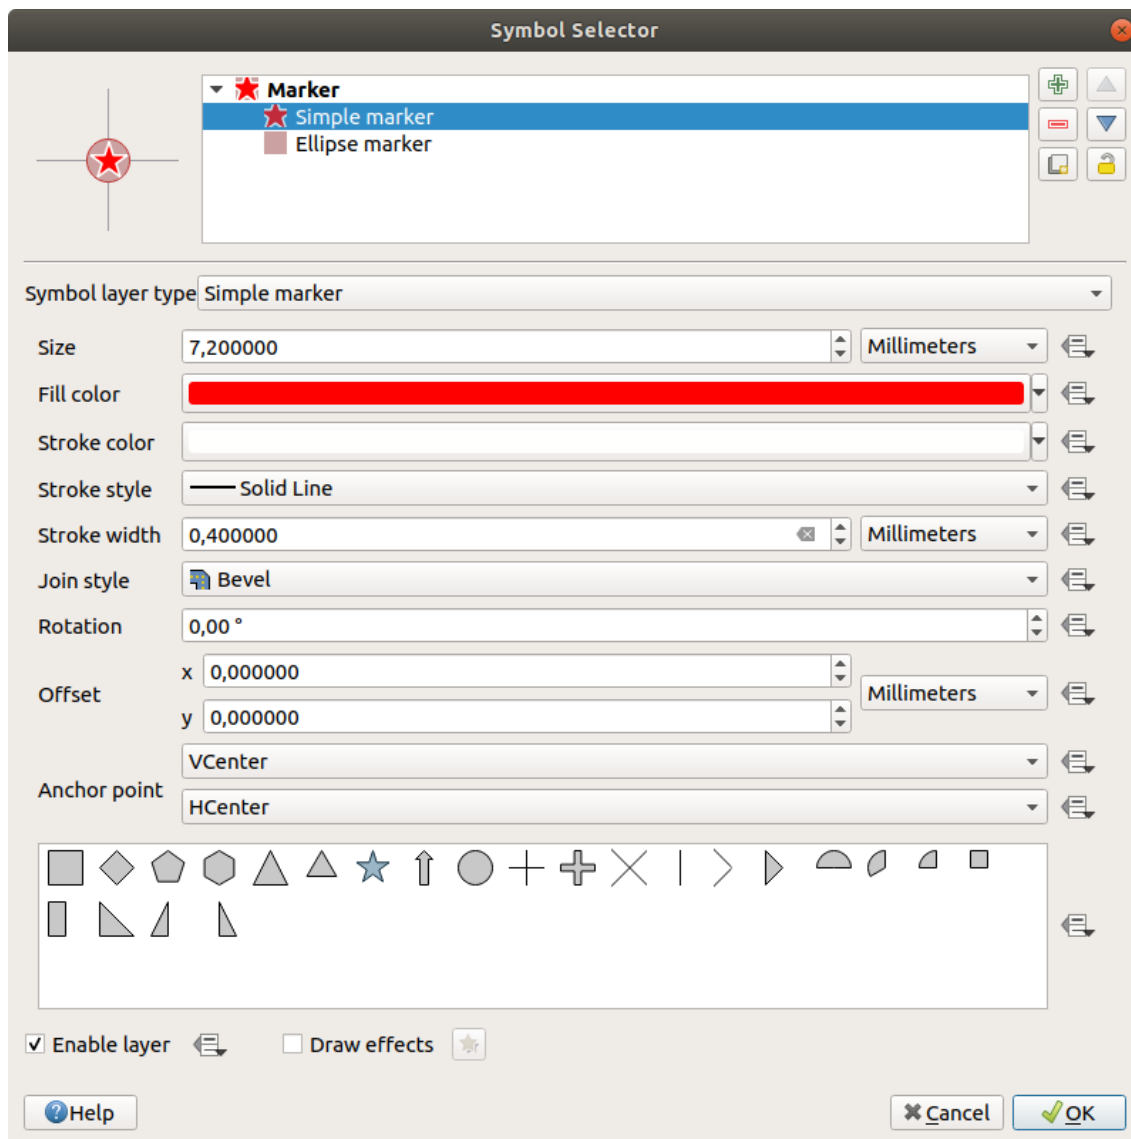 Symbol Selector
Marker
Simple marker
Ellipse marker
Symbol layer type Simple marker
Size 7,200000 Millimeters
Fill color
Stroke color
Stroke style Solid Line
Stroke width 0,400000 Millimeters
Join style Bevel
Rotation 0,00 °
x 0,000000
Offset Millimeters
y 0,000000
VCenter
Anchor point
HCenter
Enable layer Draw effects
Help Cancel OK